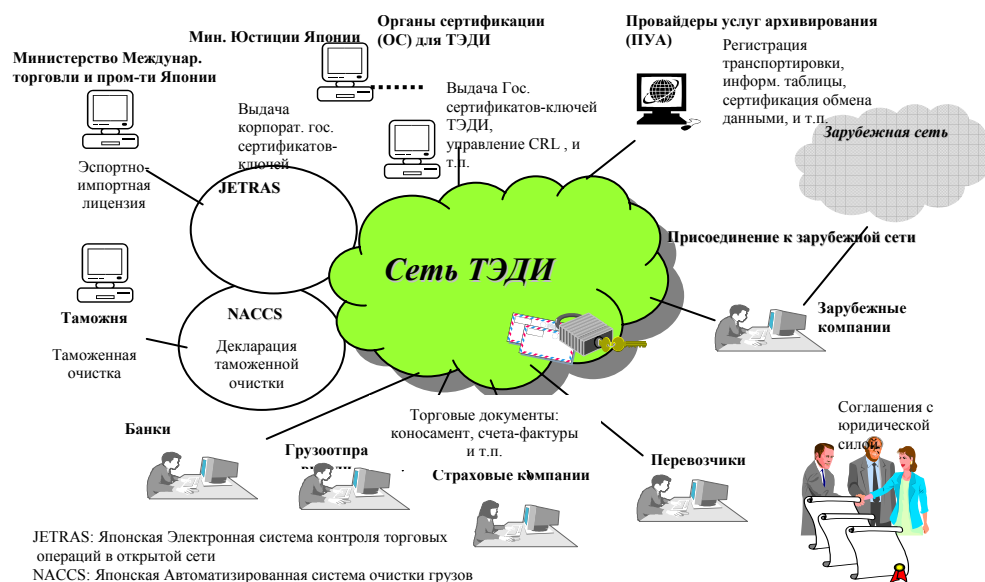 Органы сертификации
(ОС) для ТЭДИ
Провайдеры услуг архивирования
(ПУА)
Мин. Юстиции Японии
Министерство Междунар.
торговли и пром-ти Японии
Регистрация
транспортировки,
информ. таблицы,
сертификация обмена
данными, и т.п.
Выдача Гос.
сертификатов-ключей
ТЭДИ,
управление CRL , и
т.п.
Выдача
корпорат. гос.
сертификатов-
ключей
Зарубежная сеть
Эспортно-
импортная
лицензия
JETRAS
Присоединение к зарубежной сети
Сеть ТЭДИ
Таможня
NACCS
Зарубежные
компании
Таможенная
очистка
Декларация
таможенной
очистки
Торговые документы:
коносамент, счета-фактуры
и т.п.
Соглашения с
юридической
силой
Банки
Грузоотпра
Страховые компании
Перевозчики
JETRAS: Японская Электронная система контроля торговых
операций в открытой сети
NACCS: Японская Автоматизированная система очистки грузов